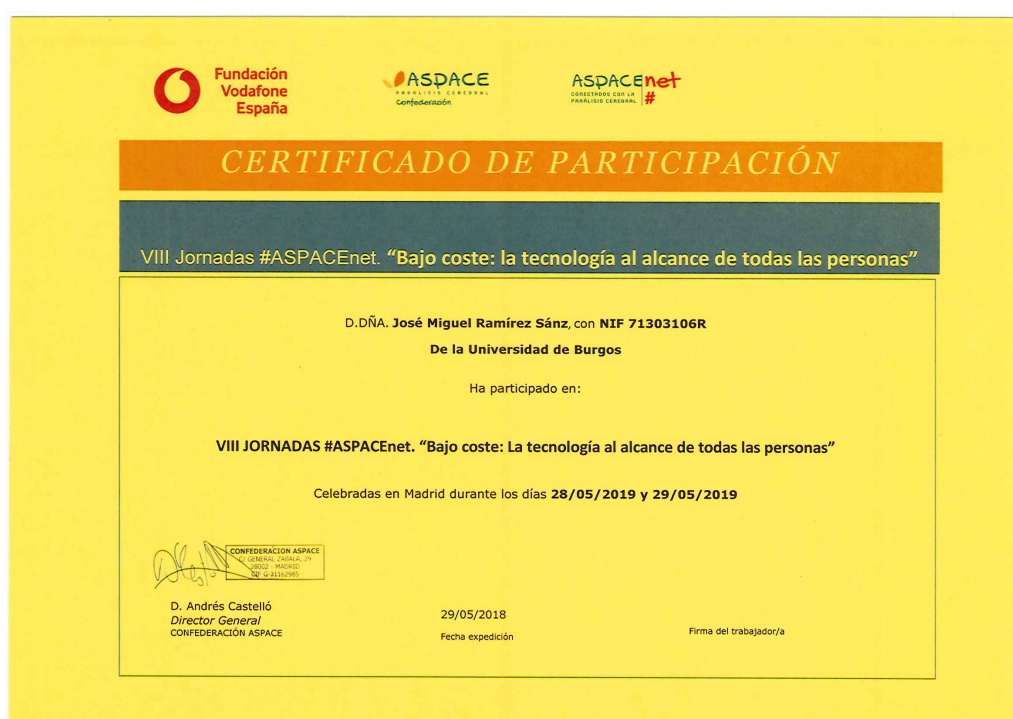 Fundación
Vodafone
España
ASPACE
PARÁLISIS CEREBRAL
Confederación
ASPACEnet
CONECTADOS CON LA
PARÁLISIS CEREBRAL #
CERTIFICADO DE PARTICIPACIÓN
VIII Jornadas #ASPACEnet. “Bajo coste: la tecnología al alcance de todas las personas”
D.DÑA. José Miguel Ramírez Sánz, con NIF 71303106R
De la Universidad de Burgos
Ha participado en:
VIII JORNADAS #ASPACEnet. “Bajo coste: La tecnología al alcance de todas las personas”
Celebradas en Madrid durante los días 28/05/2019 y 29/05/2019
CONFEDERACION ASPACE
C/ GENERAL ZABALA, 29
28002 - MADRID
CIF G-31162985
D. Andrés Castelló
Director General
CONFEDERACIÓN ASPACE
29/05/2018
Fecha expedición
Firma del trabajador/a